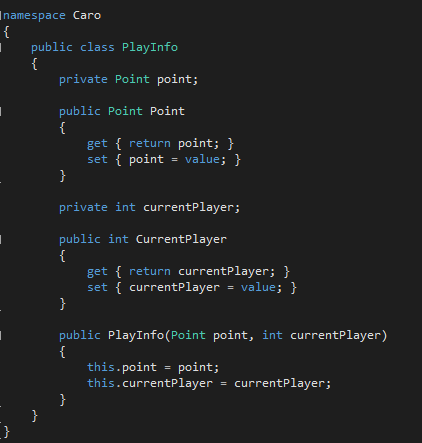 namespace Caro
{
    public class PlayInfo
    {
        private Point point;

        public Point Point
        {
            get { return point; }
            set { point = value; }
        }

        private int currentPlayer;

        public int CurrentPlayer
        {
            get { return currentPlayer; }
            set { currentPlayer = value; }
        }

        public PlayInfo(Point point, int currentPlayer)
        {
            this.point = point;
            this.currentPlayer = currentPlayer;
        }
    }
}